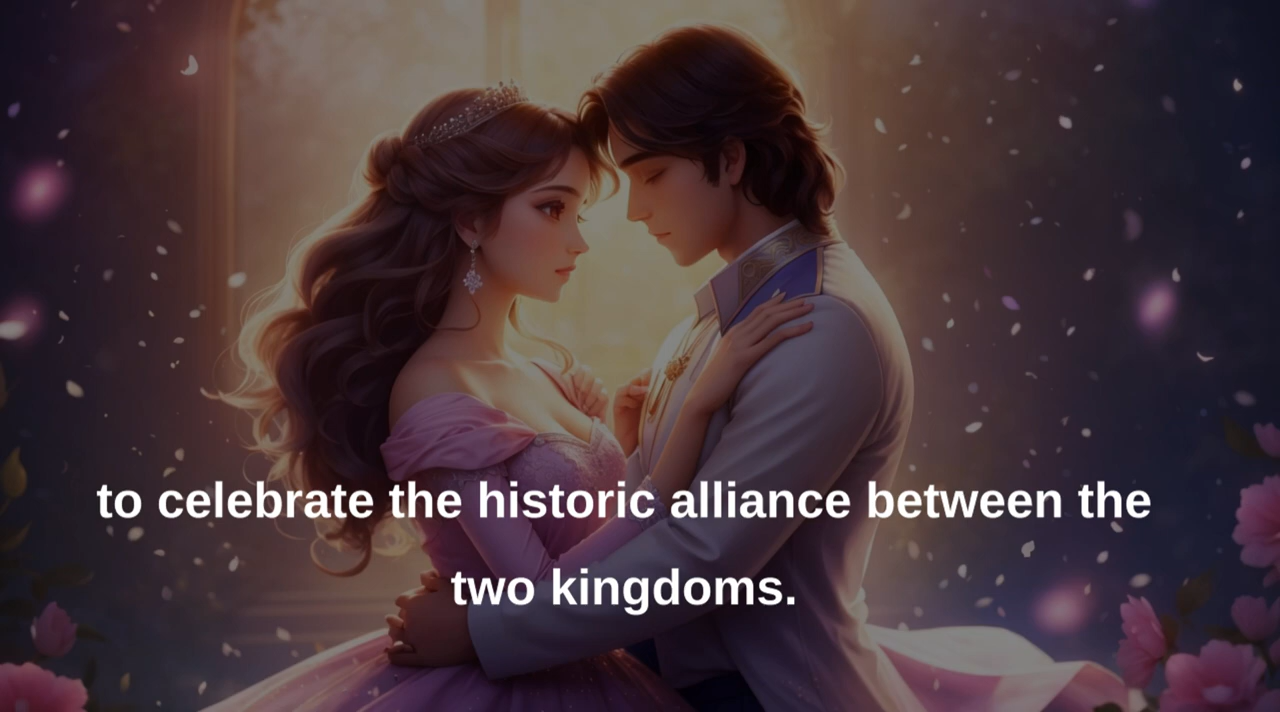 to celebrate the historic alliance between the
two kingdoms.